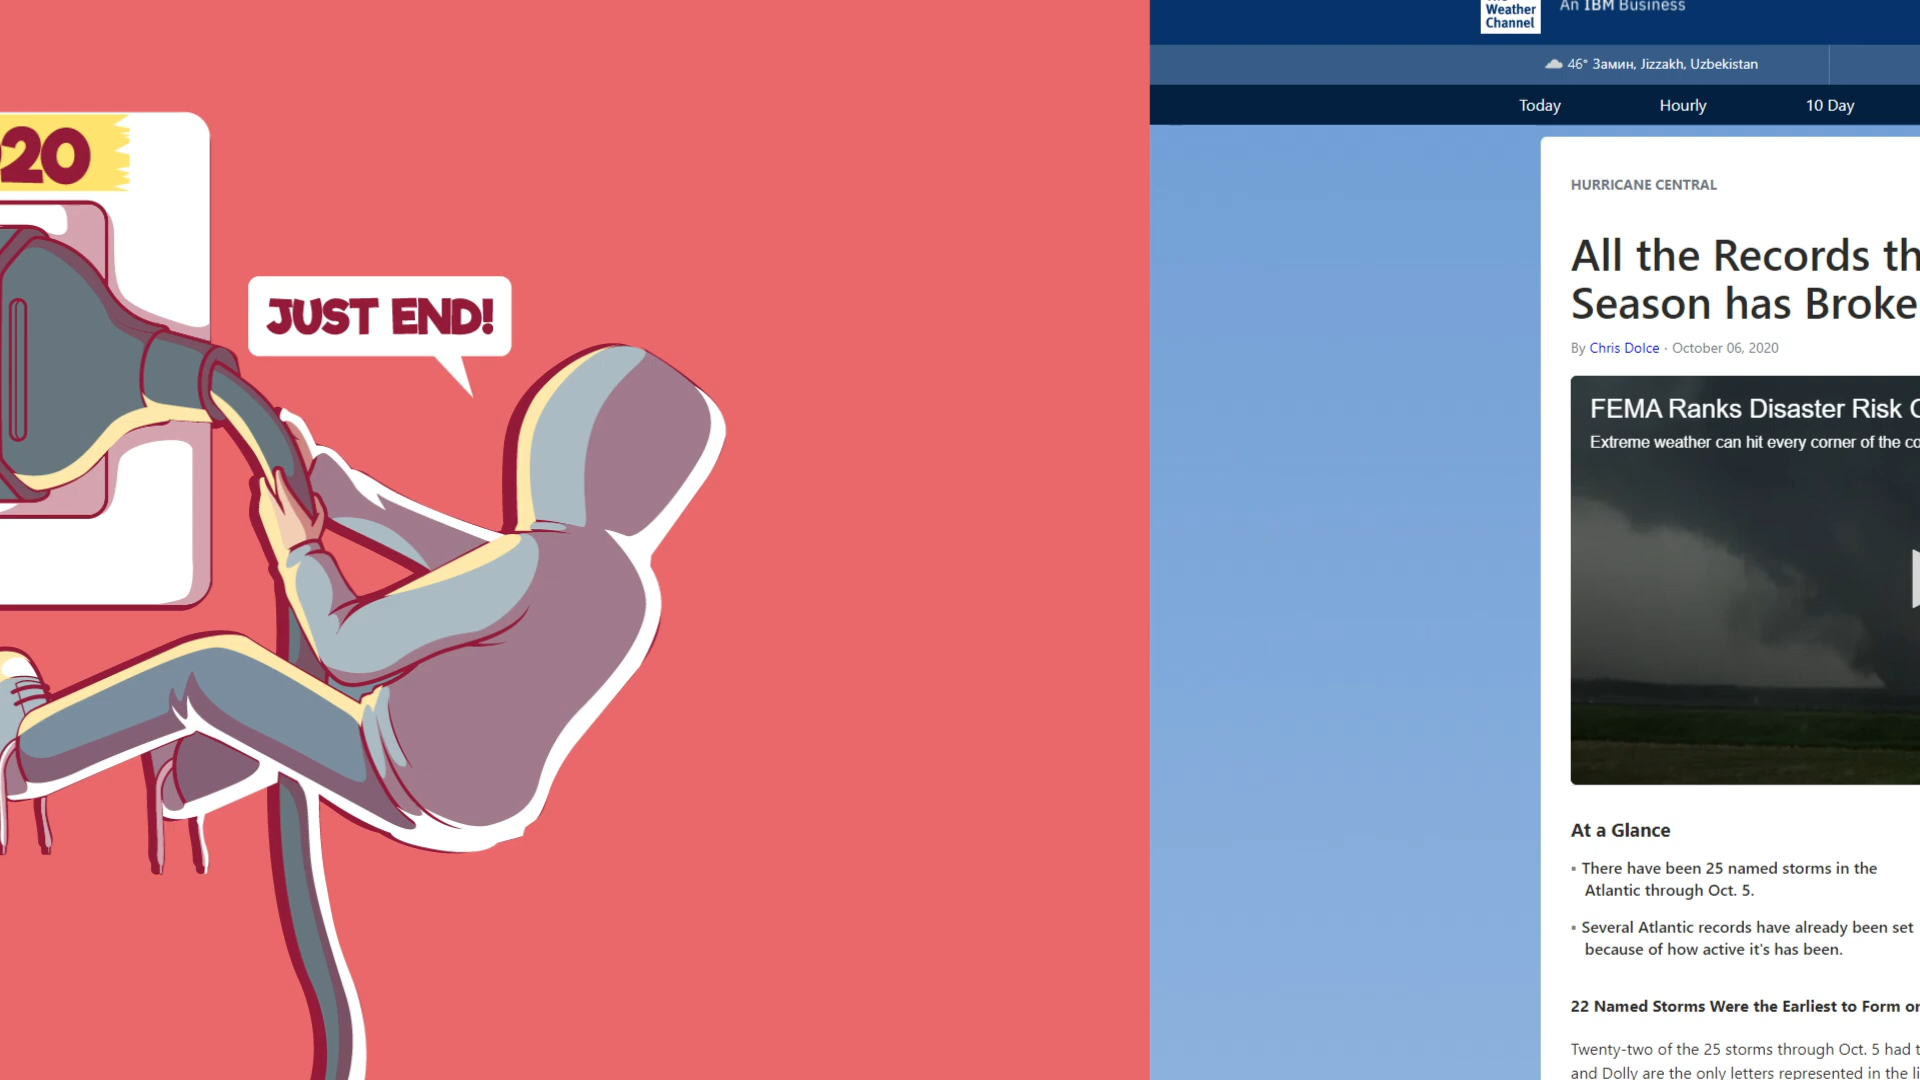 20
JUST END!
Weather
Channel
An IBM Business
46° Замин, Jizzakh, Uzbekistan
Today
Hourly
10 Day
HURRICANE CENTRAL
All the Records th
Season has Broke
By Chris Dolce · October 06, 2020
FEMA Ranks Disaster Risk
Extreme weather can hit every corner of the co
At a Glance
▪ There have been 25 named storms in the
Atlantic through Oct. 5.
▪ Several Atlantic records have already been set
because of how active it's has been.
22 Named Storms Were the Earliest to Form
Twenty-two of the 25 storms through Oct. 5 had
and Dolly are the only letters represented in the